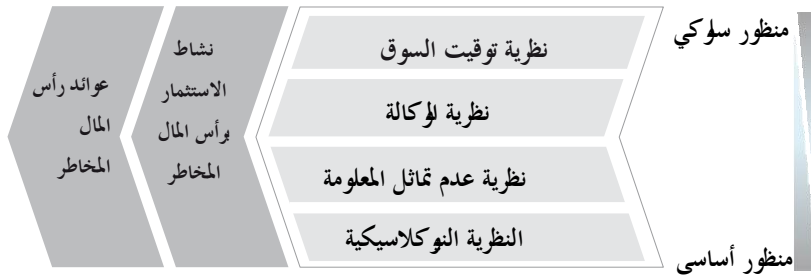 منظور سلوكي
نظرية توقيت السوق
نظرية الوكالة
نظرية عدم تماثل المعلومة
النظرية النوكلاسيكية
منظور أساسي
نشاط
الاستثمار
برأس المال
المخاطر
عوائد رأس
المال
المخاطر